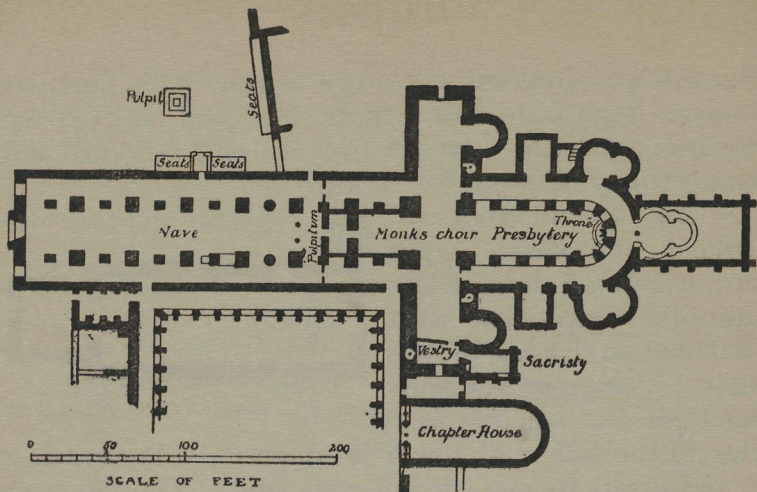 Pulpit
Seats
Seats
Seats
Nave
Pulpitum
Monks choir
Presbytery
Throne
Vestry
Sacristy
Chapter House
0 50 100 200
SCALE OF FEET